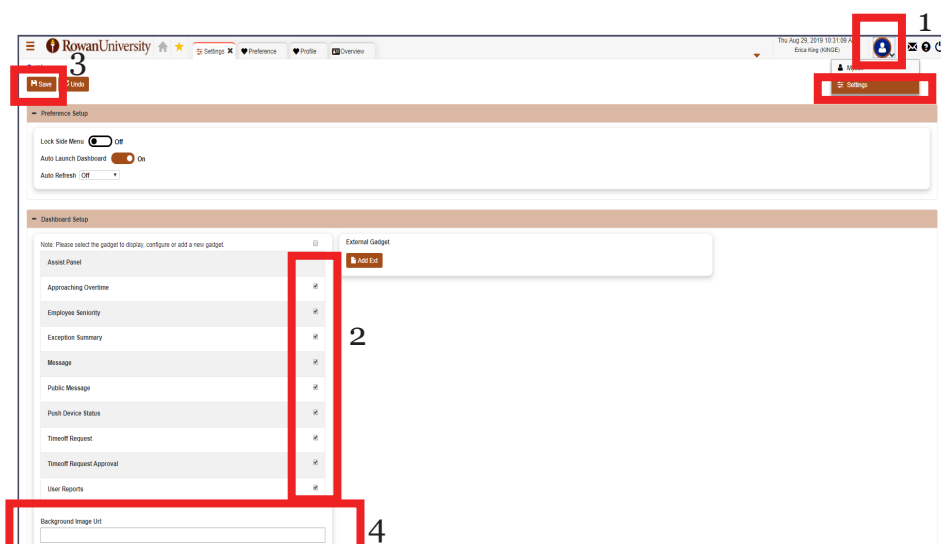 1
RowanUniversity
Settings
Preference
Profile
Overview
Thu Aug 29, 2019 10:31:09 A
Erica King (KINGE)
3
Save
Undo
Settings
Preference Setup
Lock Side Menu Off
Auto Launch Dashboard On
Auto Refresh Off
Dashboard Setup
Note: Please select the gadget to display, configure or add a new gadget.
External Gadget
Assist Panel
Add Ext
Approaching Overtime
Employee Seniority
Exception Summary
2
Message
Public Message
Push Device Status
Timeoff Request
Timeoff Request Approval
User Reports
Background Image Url
4